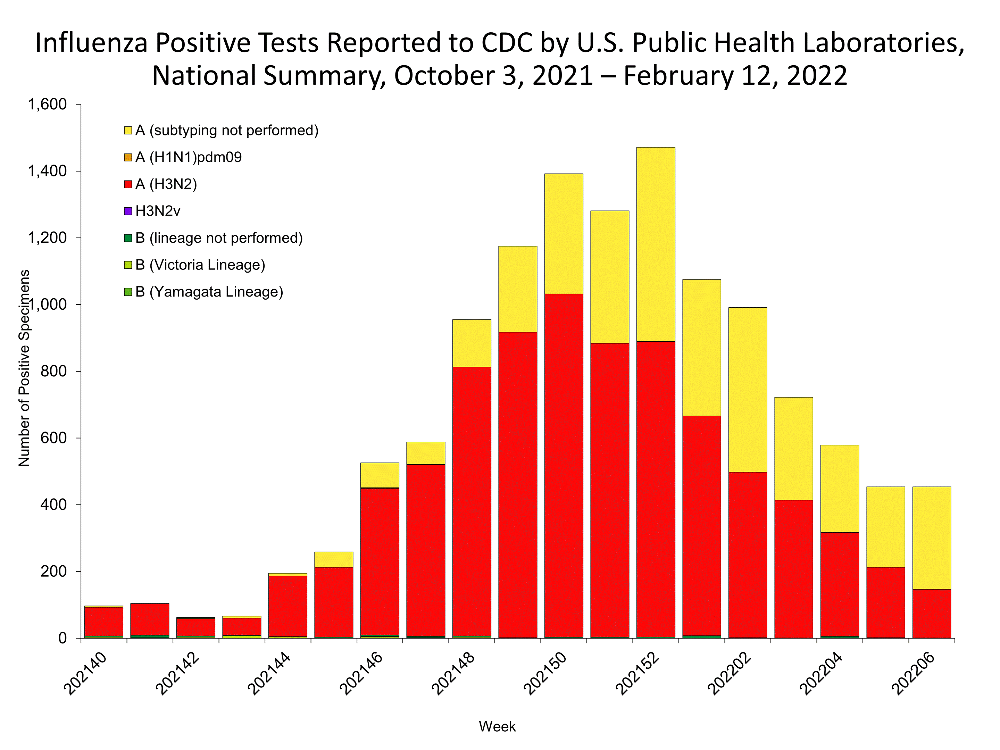 Influenza Positive Tests Reported to CDC by U.S. Public Health Laboratories,
National Summary, October 3, 2021 – February 12, 2022
1,600
1,400
1,200
1,000
800
600
400
200
0
Number of Positive Specimens
A (subtyping not performed)
A (H1N1)pdm09
A (H3N2)
H3N2v
B (lineage not performed)
B (Victoria Lineage)
B (Yamagata Lineage)
202140
202142
202144
202146
202148
202150
202152
202202
202204
202206
Week